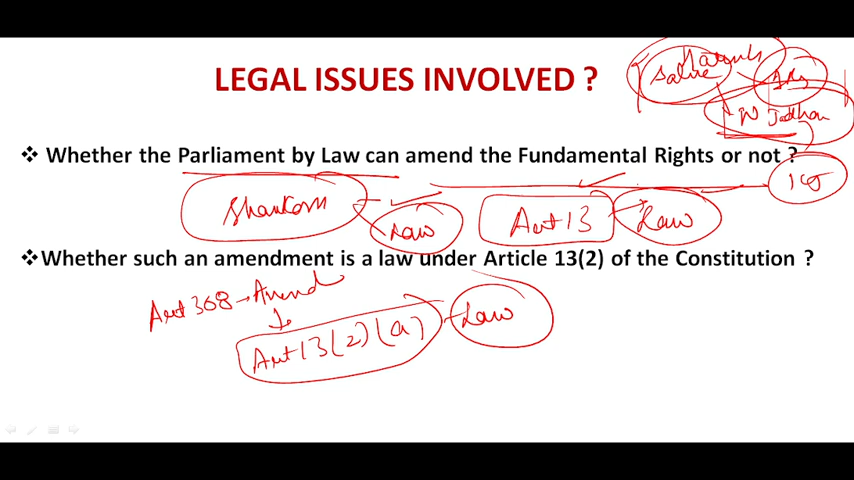 LEGAL ISSUES INVOLVED ?
❖ Whether the Parliament by Law can amend the Fundamental Rights or not ?
Law Art 13 Law
❖Whether such an amendment is a law under Article 13(2) of the Constitution ?
Art 368 → Amend
Art 13(2)(a) Law